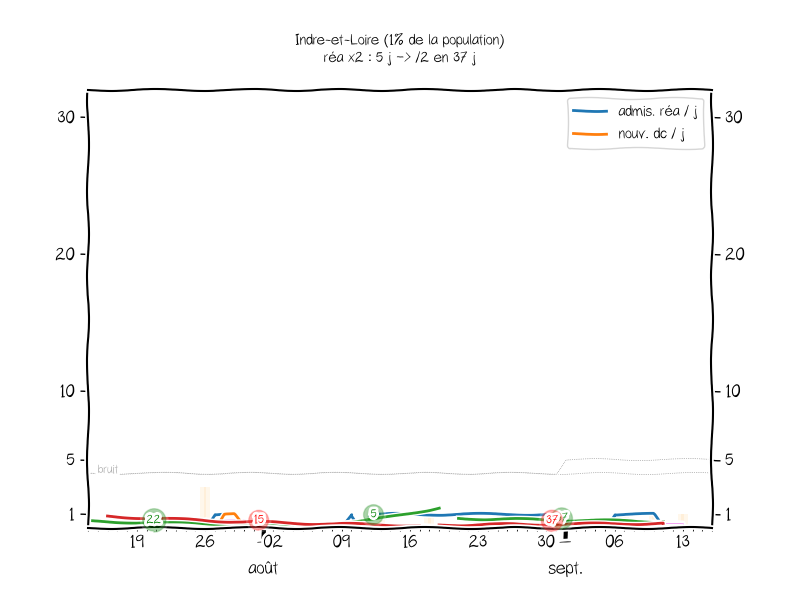 Indre-et-Loire (1% de la population)
réa x2 : 5 j -> /2 en 37 j
admis. réa / j
nouv. dc / j
30 30
20 20
10 10
5 5
bruit
1 1
22 15 5 37
19 26 02 09 16 23 30 06 13
août sept.